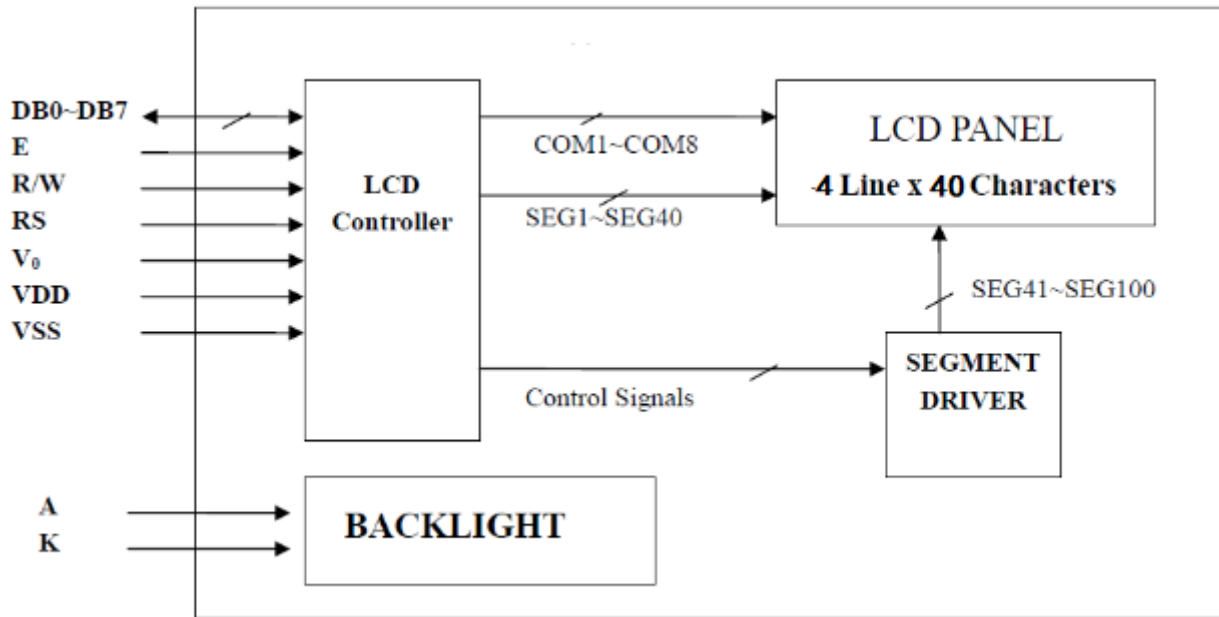 DB0~DB7
E
R/W
RS
V₀
VDD
VSS
A
K
LCD
Controller
COM1~COM8
SEG1~SEG40
Control Signals
LCD PANEL
-4 Line x 40 Characters
SEG41~SEG100
SEGMENT
DRIVER
BACKLIGHT